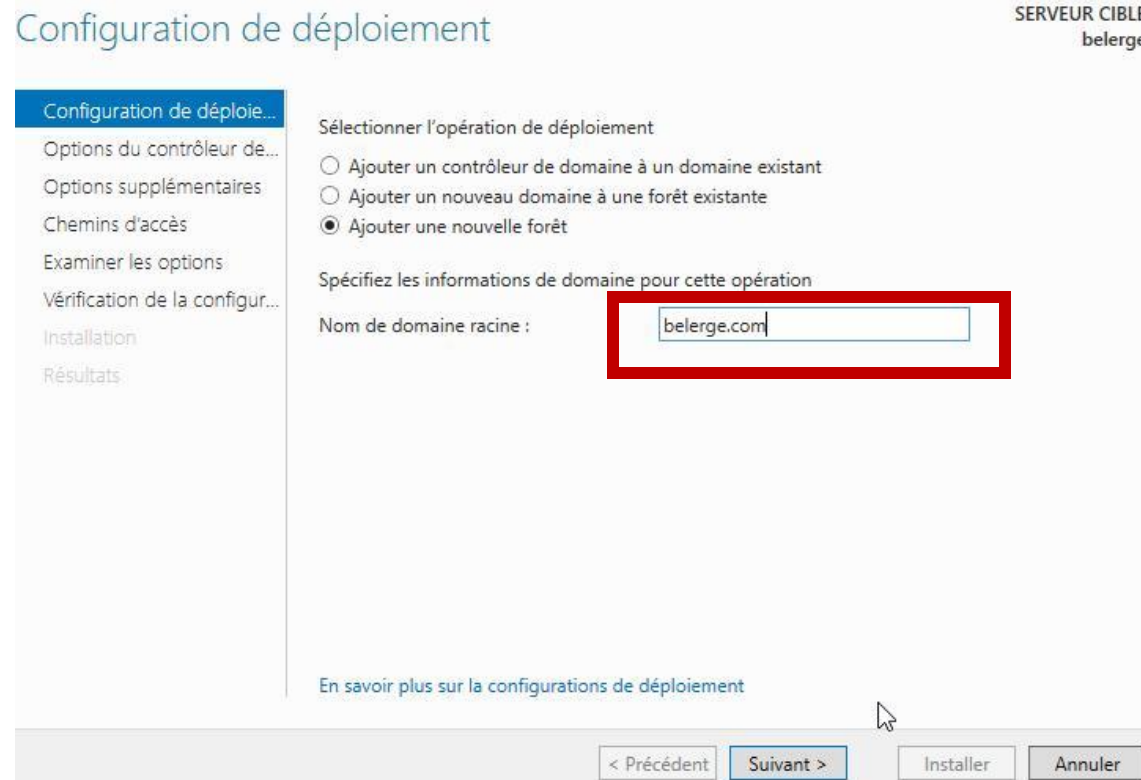 Configuration de déploiement
SERVEUR CIBLE
belerge
Configuration de déploie...
Options du contrôleur de...
Options supplémentaires
Chemins d'accès
Examiner les options
Vérification de la configur...
Installation
Résultats
Sélectionner l'opération de déploiement
Ajouter un contrôleur de domaine à un domaine existant
Ajouter un nouveau domaine à une forêt existante
Ajouter une nouvelle forêt
Spécifiez les informations de domaine pour cette opération
Nom de domaine racine : belerge.com
En savoir plus sur la configurations de déploiement
< Précédent Suivant > Installer Annuler